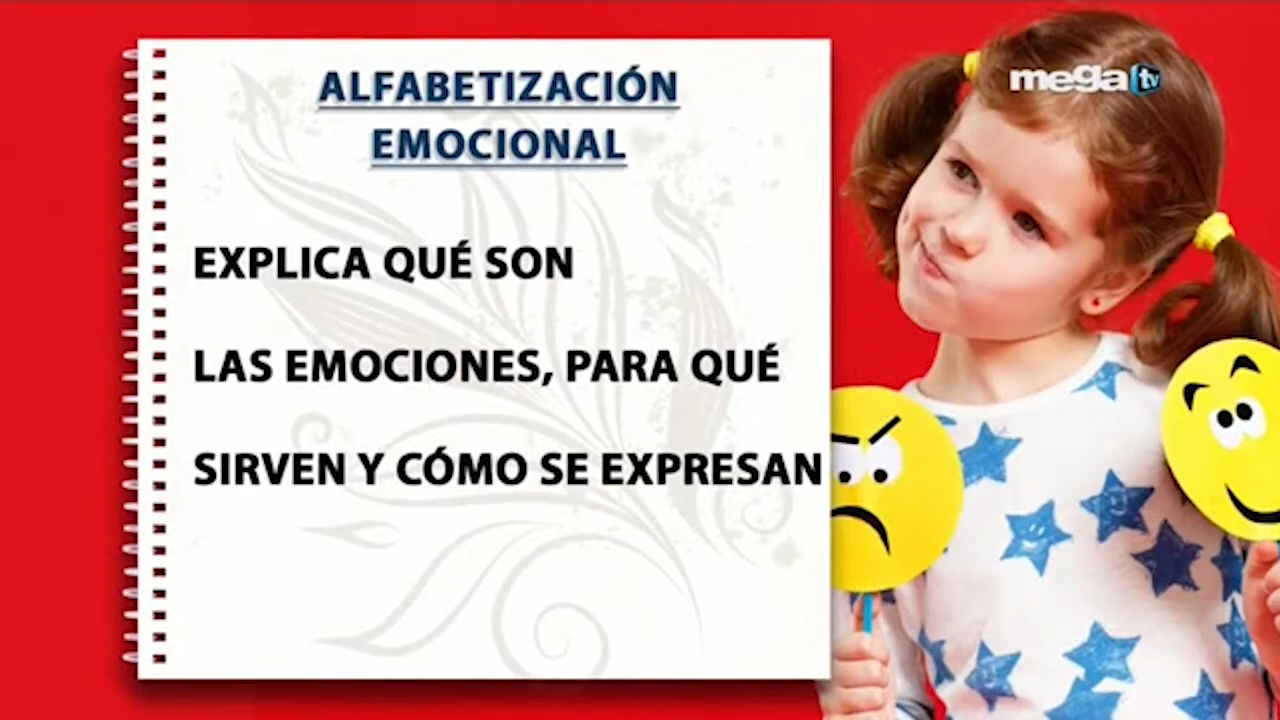 ALFABETIZACIÓN
EMOCIONAL
EXPLICA QUÉ SON
LAS EMOCIONES, PARA QUÉ
SIRVEN Y CÓMO SE EXPRESAN
mega tv